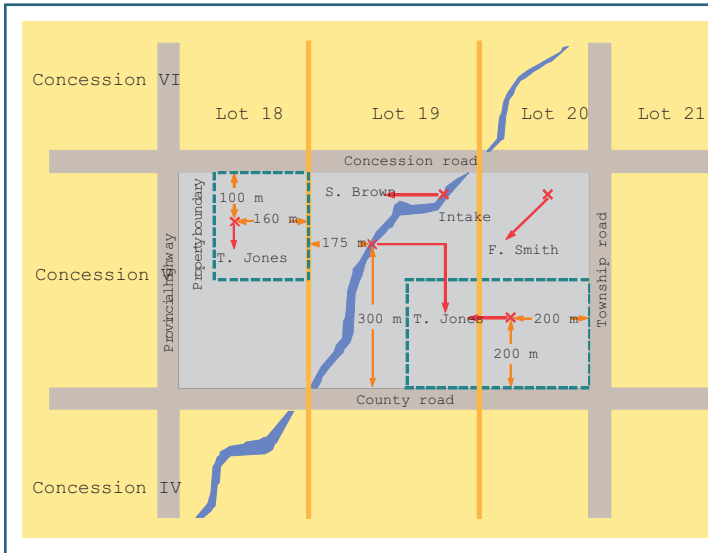 Concession VI
Lot 18
Lot 19
Lot 20
Lot 21
Concession road
Property boundary
100 m
160 m
T. Jones
S. Brown
Intake
F. Smith
175 m
Concession
Provincial
Township road
300 m
T. Jones
200 m
200 m
County road
Concession IV